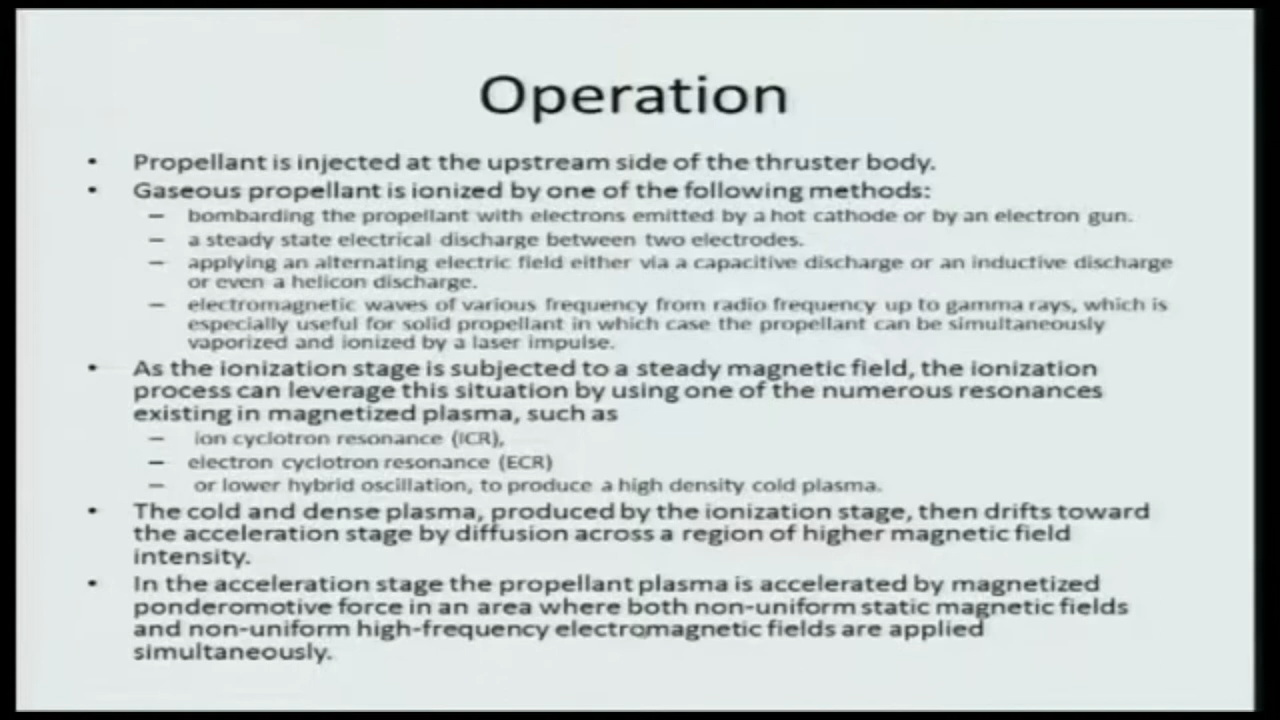 Operation
• Propellant is injected at the upstream side of the thruster body.
• Gaseous propellant is ionized by one of the following methods:
– bombarding the propellant with electrons emitted by a hot cathode or by an electron gun.
– a steady state electrical discharge between two electrodes.
– applying an alternating electric field either via a capacitive discharge or an inductive discharge
or even a helicon discharge.
– electromagnetic waves of various frequency from radio frequency up to gamma rays, which is
especially useful for solid propellant in which case the propellant can be simultaneously
vaporized and ionized by a laser impulse.
• As the ionization stage is subjected to a steady magnetic field, the ionization
process can leverage this situation by using one of the numerous resonances
existing in magnetized plasma, such as
– ion cyclotron resonance (ICR),
– electron cyclotron resonance (ECR)
– or lower hybrid oscillation, to produce a high density cold plasma.
• The cold and dense plasma, produced by the ionization stage, then drifts toward
the acceleration stage by diffusion across a region of higher magnetic field
intensity.
• In the acceleration stage the propellant plasma is accelerated by magnetized
ponderomotive force in an area where both non-uniform static magnetic fields
and non-uniform high-frequency electromagnetic fields are applied
simultaneously.